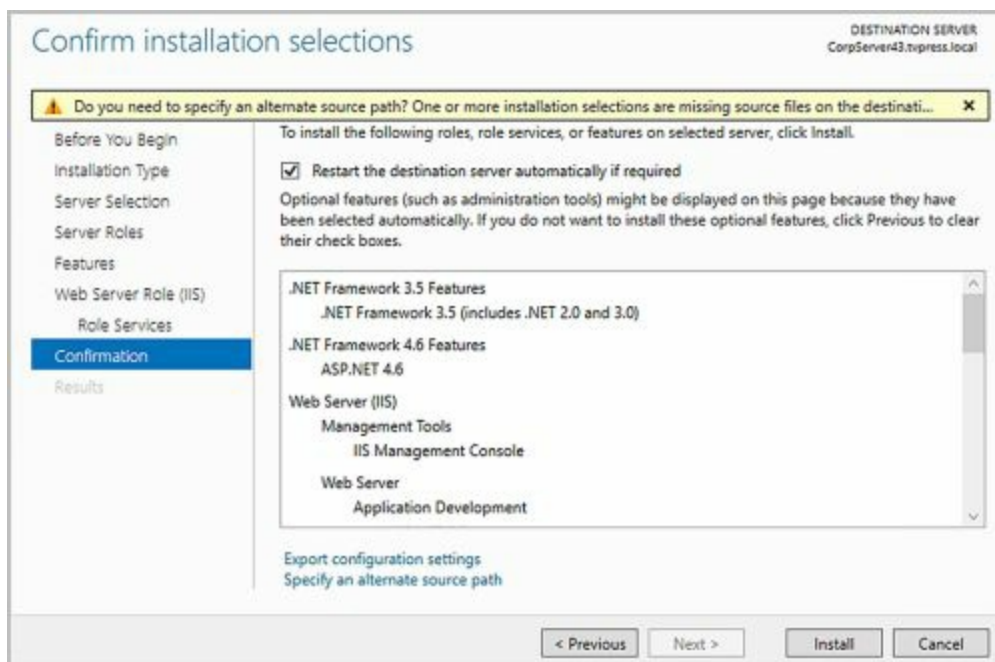 Confirm installation selections
DESTINATION SERVER
CorpServer43.tvpress.local
Do you need to specify an alternate source path? One or more installation selections are missing source files on the destinati...
Before You Begin
Installation Type
Server Selection
Server Roles
Features
Web Server Role (IIS)
Role Services
Confirmation
Results
To install the following roles, role services, or features on selected server, click Install.
Restart the destination server automatically if required
Optional features (such as administration tools) might be displayed on this page because they have
been selected automatically. If you do not want to install these optional features, click Previous to clear
their check boxes.
.NET Framework 3.5 Features
.NET Framework 3.5 (includes .NET 2.0 and 3.0)
.NET Framework 4.6 Features
ASP.NET 4.6
Web Server (IIS)
Management Tools
IIS Management Console
Web Server
Application Development
Export configuration settings
Specify an alternate source path
< Previous
Next >
Install
Cancel